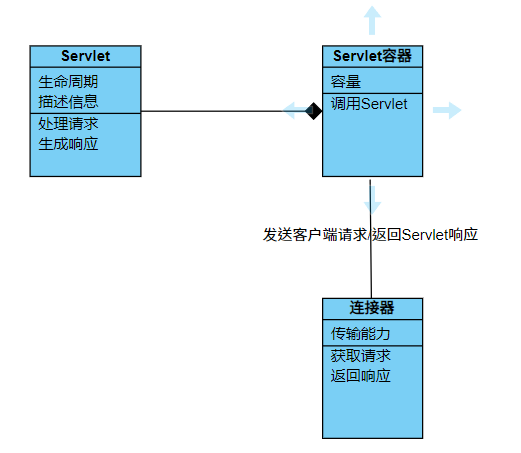 Servlet
生命周期
描述信息
处理请求
生成响应
Servlet容器
容量
调用Servlet
发送客户端请求/返回Servlet响应
连接器
传输能力
获取请求
返回响应